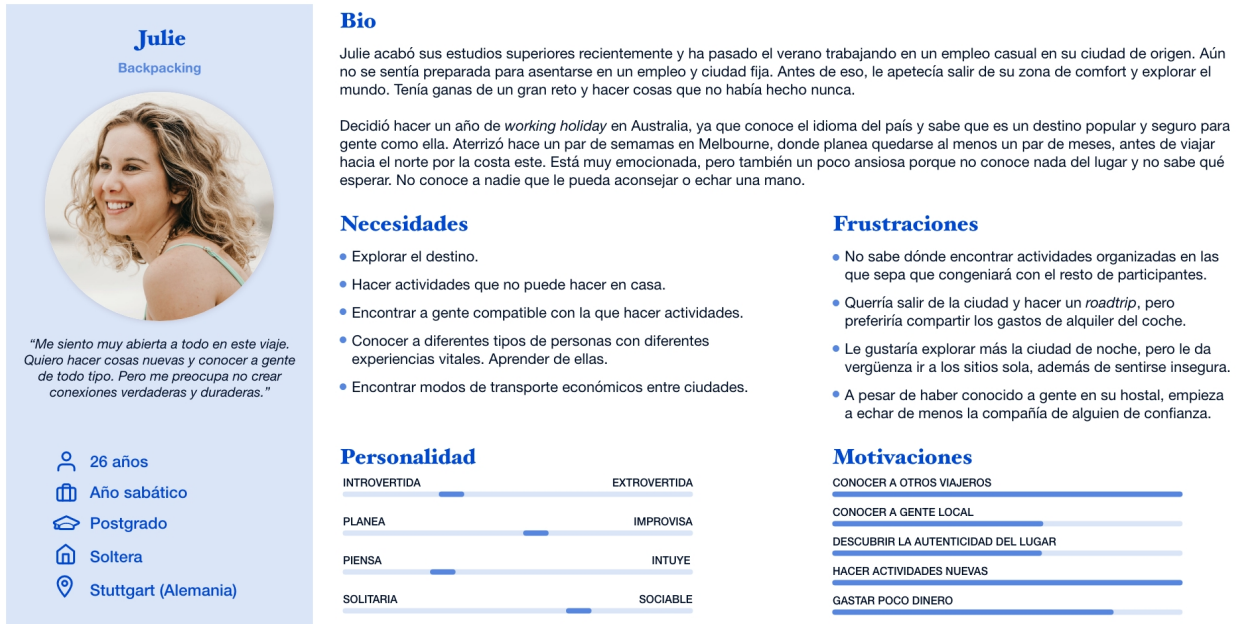 Julie
Backpacking
“Me siento muy abierta a todo en este viaje.
Quiero hacer cosas nuevas y conocer a gente
de todo tipo. Pero me preocupa no crear
conexiones verdaderas y duraderas.”
26 años
Año sabático
Postgrado
Soltera
Stuttgart (Alemania)
Bio
Julie acabó sus estudios superiores recientemente y ha pasado el verano trabajando en un empleo casual en su ciudad de origen. Aún
no se sentía preparada para asentarse en un empleo y ciudad fija. Antes de eso, le apetecía salir de su zona de comfort y explorar el
mundo. Tenía ganas de un gran reto y hacer cosas que no había hecho nunca.
Decidió hacer un año de working holiday en Australia, ya que conoce el idioma del país y sabe que es un destino popular y seguro para
gente como ella. Aterrizó hace un par de semamas en Melbourne, donde planea quedarse al menos un par de meses, antes de viajar
hacia el norte por la costa este. Está muy emocionada, pero también un poco ansiosa porque no conoce nada del lugar y no sabe qué
esperar. No conoce a nadie que le pueda aconsejar o echar una mano.
Necesidades
Explorar el destino.
Hacer actividades que no puede hacer en casa.
Encontrar a gente compatible con la que hacer actividades.
Conocer a diferentes tipos de personas con diferentes
experiencias vitales. Aprender de ellas.
Encontrar modos de transporte económicos entre ciudades.
Frustraciones
No sabe dónde encontrar actividades organizadas en las
que sepa que congeniará con el resto de participantes.
Querría salir de la ciudad y hacer un roadtrip, pero
preferiría compartir los gastos de alquiler del coche.
Le gustaría explorar más la ciudad de noche, pero le da
vergüenza ir a los sitios sola, además de sentirse insegura.
A pesar de haber conocido a gente en su hostal, empieza
a echar de menos la compañía de alguien de confianza.
Personalidad
INTROVERTIDA EXTROVERTIDA
PLANEA IMPROVISA
PIENSA INTUYE
SOLITARIA SOCIABLE
Motivaciones
CONOCER A OTROS VIAJEROS
CONOCER A GENTE LOCAL
DESCUBRIR LA AUTENTICIDAD DEL LUGAR
HACER ACTIVIDADES NUEVAS
GASTAR POCO DINERO